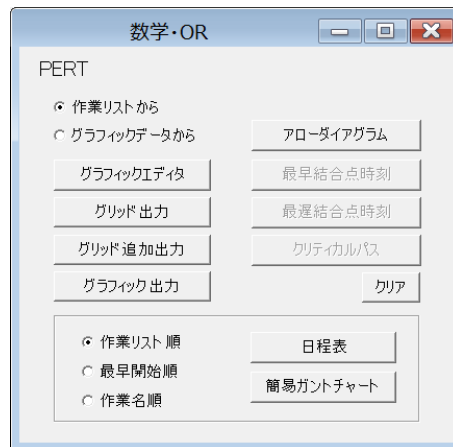 数学・OR
PERT
作業リストから
グラフィックデータから
アローダイアグラム
グラフィックエディタ
最早結合点時刻
グリッド出力
最遅結合点時刻
グリッド追加出力
クリティカルパス
グラフィック出力
クリア
作業リスト順
日程表
最早開始順
簡易ガントチャート
作業名順